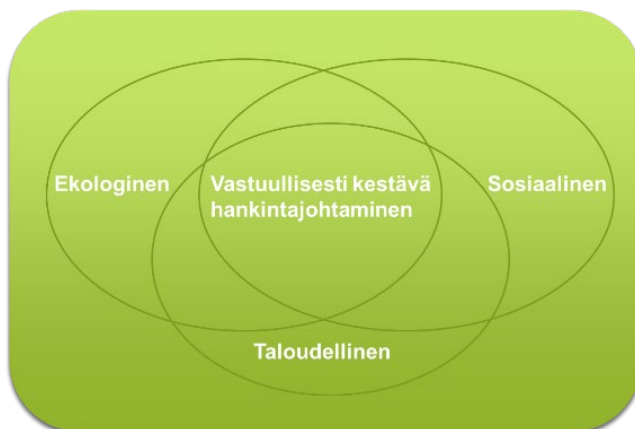 Ekologinen
Vastuullisesti kestävä
hankintajohtaminen
Sosiaalinen
Taloudellinen